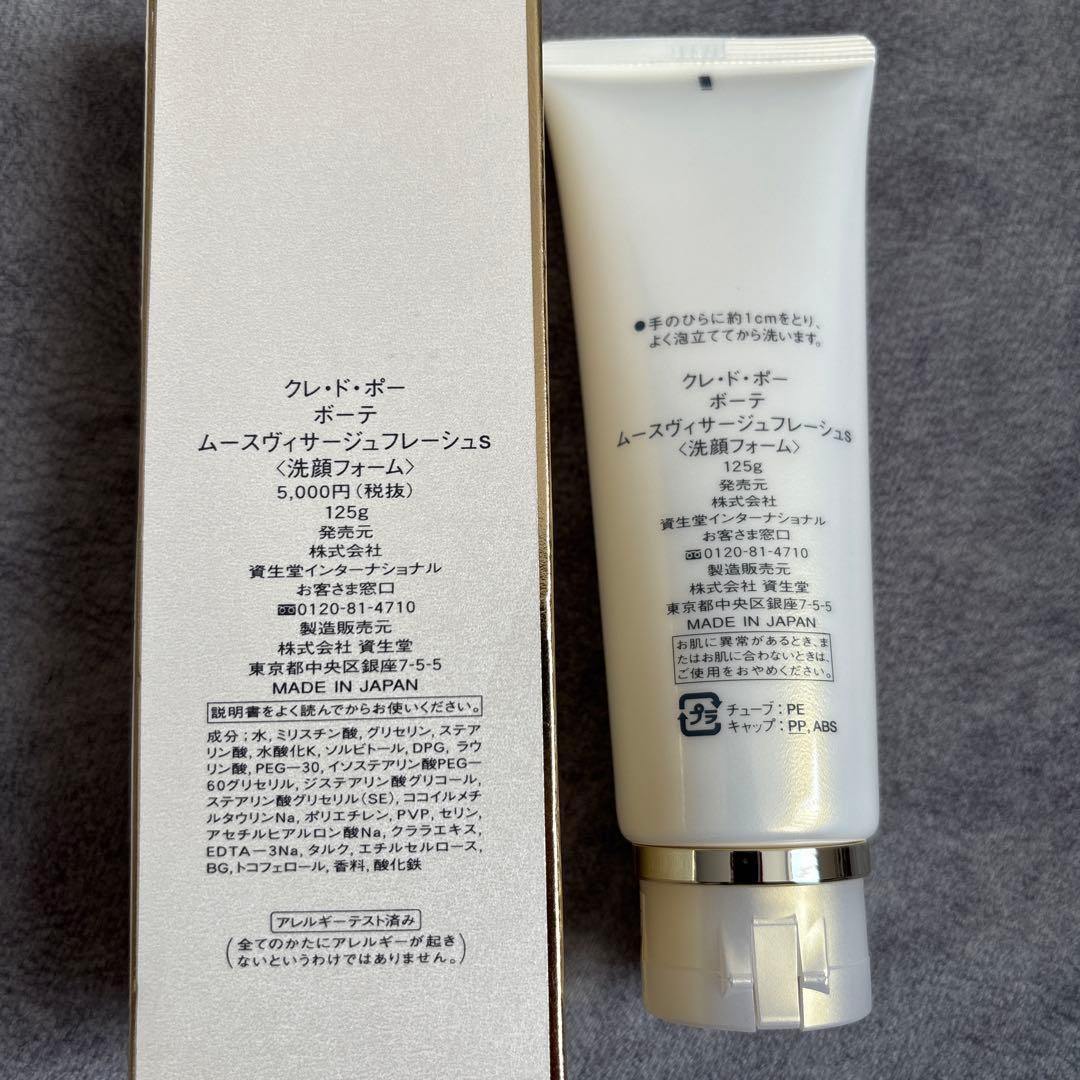 クレ・ド・ポー
ボーテ
ムースヴィサージュフレーシュs
〈洗顔フォーム〉
5,000円（税抜）
125g
発売元
株式会社
資生堂インターナショナル
お客さま窓口
0120-81-4710
製造販売元
株式会社 資生堂
東京都中央区銀座7-5-5
MADE IN JAPAN
説明書をよく読んでからお使いください。
成分：水, ミリスチン酸, グリセリン, ステア
リン酸, 水酸化K, ソルビトール, DPG, ラウ
リン酸, PEG－30, イソステアリン酸PEG－
60グリセリル, ジステアリン酸グリコール,
ステアリン酸グリセリル（SE）, ココイルメチ
ルタウリンNa, ポリエチレン, PVP, セリン,
アセチルヒアルロン酸Na, クララエキス,
EDTA－3Na, タルク, エチルセルロース,
BG, トコフェロール, 香料, 酸化鉄
アレルギーテスト済み
（全てのかたにアレルギーが起き
ないというわけではありません。）
●手のひらに約1cmをとり、
よく泡立ててから洗います。
クレ・ド・ポー
ボーテ
ムースヴィサージュフレーシュs
〈洗顔フォーム〉
125g
発売元
株式会社
資生堂インターナショナル
お客さま窓口
0120-81-4710
製造販売元
株式会社 資生堂
東京都中央区銀座7-5-5
MADE IN JAPAN
お肌に異常があるとき、ま
たはお肌に合わないときは、
ご使用をおやめください。
プラ
チューブ：PE
キャップ：PP, ABS